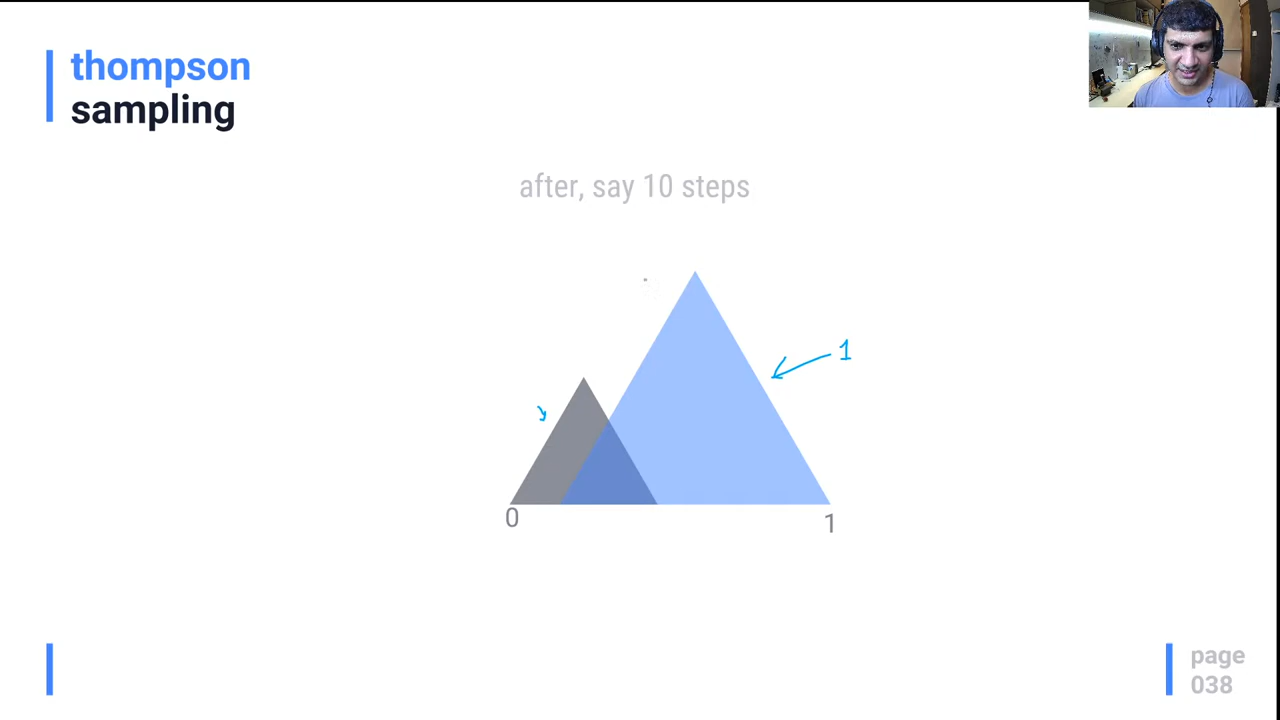 thompson
sampling
after, say 10 steps
1
0
1
page
038